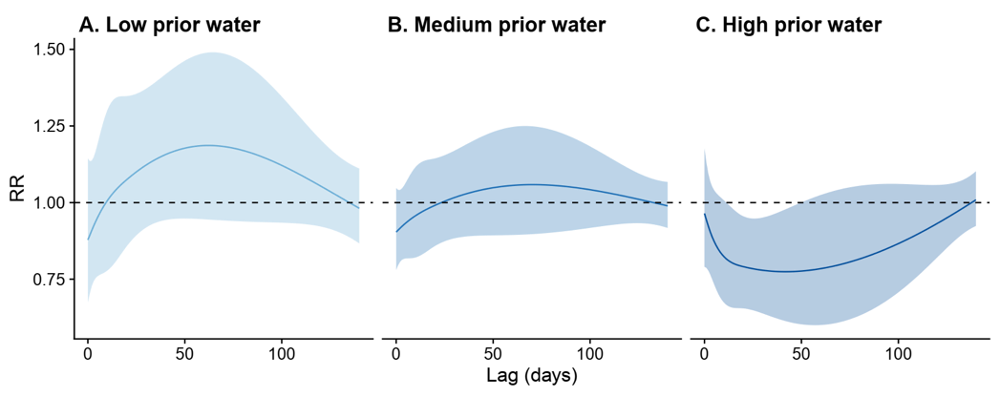 A. Low prior water
B. Medium prior water
C. High prior water
1.50
1.25
1.00
0.75
RR
0
50
100
0
50
100
0
50
100
Lag (days)